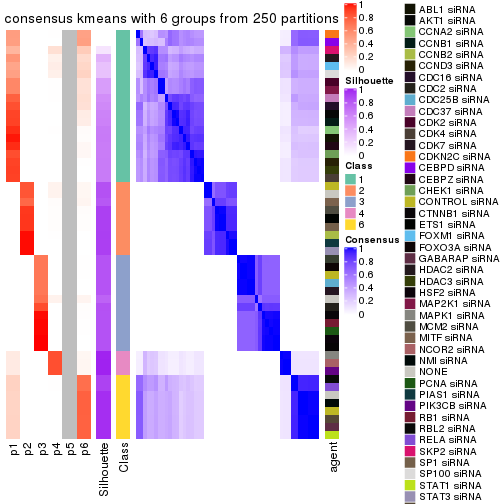 consensus kmeans with 6 groups from 250 partitions
1
0.8
0.6
0.4
0.2
0
Silhouette
1
0.8
0.6
0.4
0.2
0
Class
1
2
3
4
6
Consensus
1
0.8
0.6
0.4
0.2
0
p1
p2
p3
p4
p5
p6
Silhouette
Class
agent
ABL1 siRNA
AKT1 siRNA
CCNA2 siRNA
CCNB1 siRNA
CCNB2 siRNA
CCND3 siRNA
CDC16 siRNA
CDC2 siRNA
CDC25B siRNA
CDC37 siRNA
CDK2 siRNA
CDK4 siRNA
CDK7 siRNA
CDKN2C siRNA
CEBPD siRNA
CEBPZ siRNA
CHEK1 siRNA
CONTROL siRNA
CTNNB1 siRNA
ETS1 siRNA
FOXM1 siRNA
FOXO3A siRNA
GABARAP siRNA
HDAC2 siRNA
HDAC3 siRNA
HSF2 siRNA
MAP2K1 siRNA
MAPK1 siRNA
MCM2 siRNA
MITF siRNA
NCOR2 siRNA
NMI siRNA
NONE
PCNA siRNA
PIAS1 siRNA
PIK3CB siRNA
RB1 siRNA
RBL2 siRNA
RELA siRNA
SKP2 siRNA
SP1 siRNA
SP100 siRNA
STAT1 siRNA
STAT3 siRNA